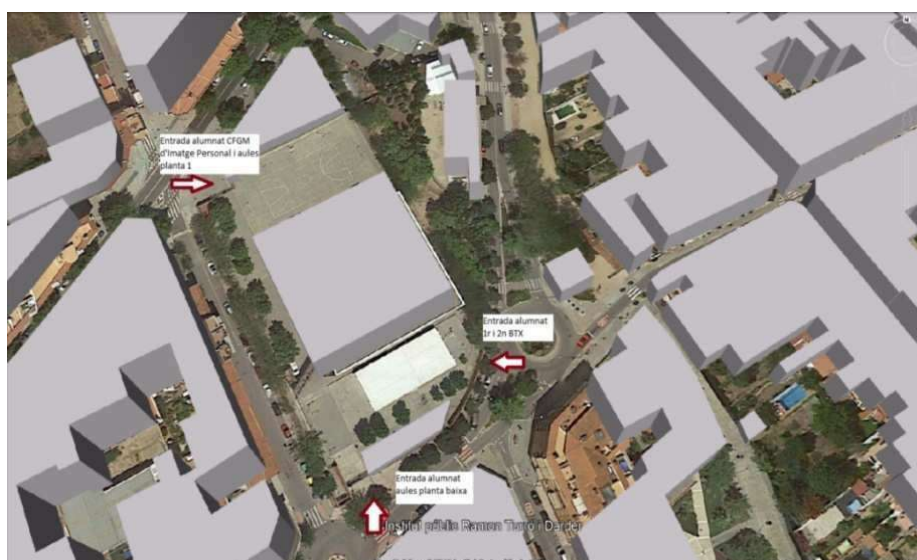 Entrada alumnat CFGM
d'Imatge Personal i aules
planta 1
Entrada alumnat
1r i 2n BTX
Entrada alumnat
aules planta baixa
Institut públic Ramon Turro i Darder